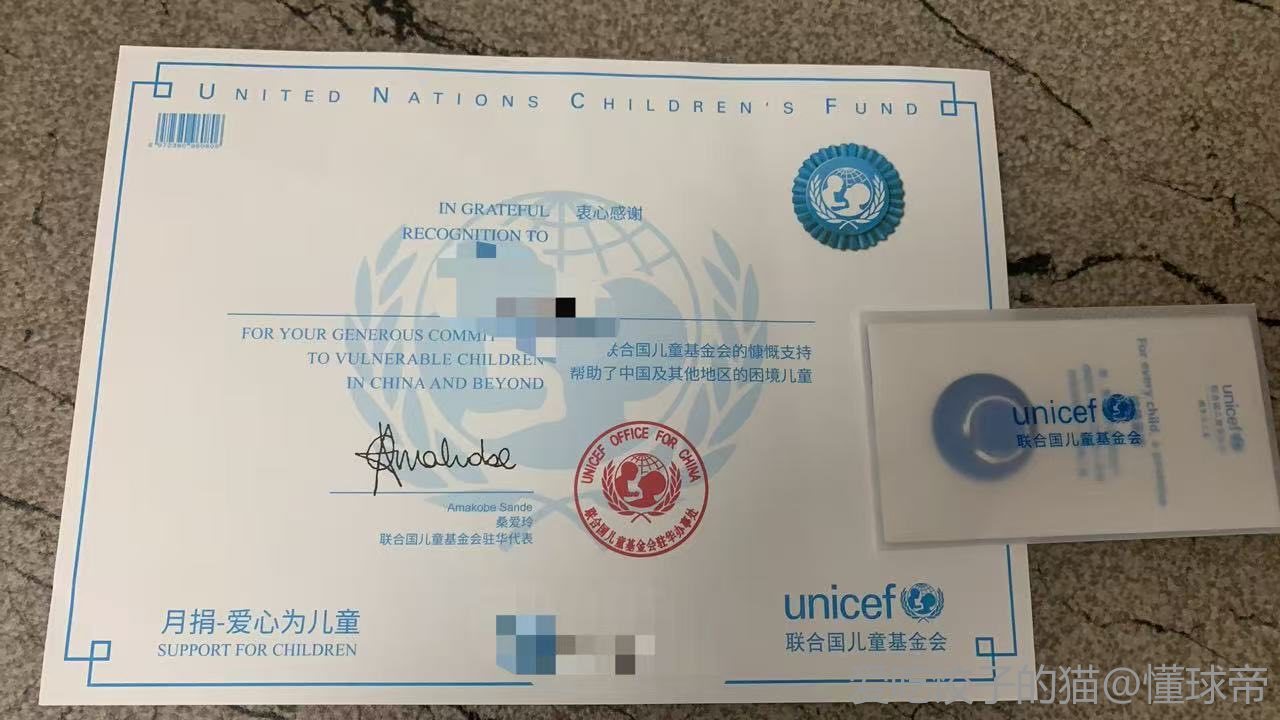 UNITED NATIONS CHILDREN'S FUND
IN GRATEFUL
RECOGNITION TO
衷心感谢
FOR YOUR GENEROUS
TO VULNERABLE CHILDREN
IN CHINA AND BEYOND
联合国儿童基金会的慷慨支持
帮助了中国及其他地区的困境儿童
Amakobe
Amakobe Sande
桑爱玲
联合国儿童基金会驻华代表
UNICEF OFFICE FOR CHINA
联合国儿童基金会驻华办事处
月捐-爱心为儿童
SUPPORT FOR CHILDREN
unicef
联合国儿童基金会
unicef
联合国儿童基金会
For every child
unicef
的猫@懂球帝